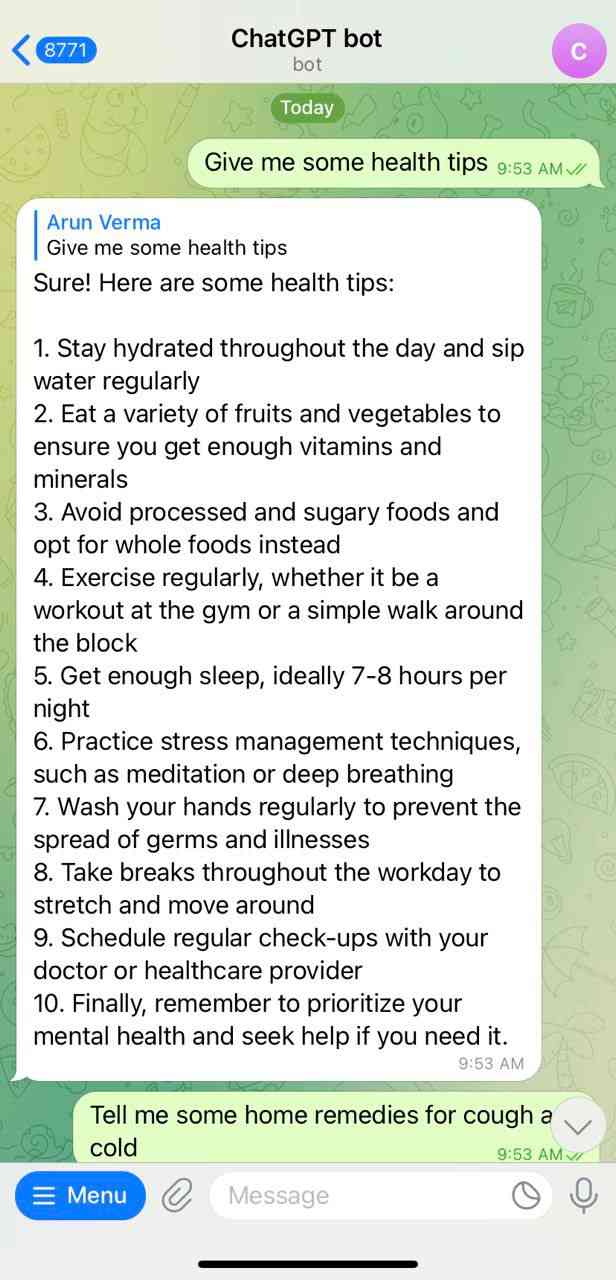 8771
ChatGPT bot
bot
C
Today
Give me some health tips 9:53 AM
Arun Verma
Give me some health tips
Sure! Here are some health tips:
1. Stay hydrated throughout the day and sip
water regularly
2. Eat a variety of fruits and vegetables to
ensure you get enough vitamins and
minerals
3. Avoid processed and sugary foods and
opt for whole foods instead
4. Exercise regularly, whether it be a
workout at the gym or a simple walk around
the block
5. Get enough sleep, ideally 7-8 hours per
night
6. Practice stress management techniques,
such as meditation or deep breathing
7. Wash your hands regularly to prevent the
spread of germs and illnesses
8. Take breaks throughout the workday to
stretch and move around
9. Schedule regular check-ups with your
doctor or healthcare provider
10. Finally, remember to prioritize your
mental health and seek help if you need it.
9:53 AM
Tell me some home remedies for cough
cold
9:53 AM
Menu
Message